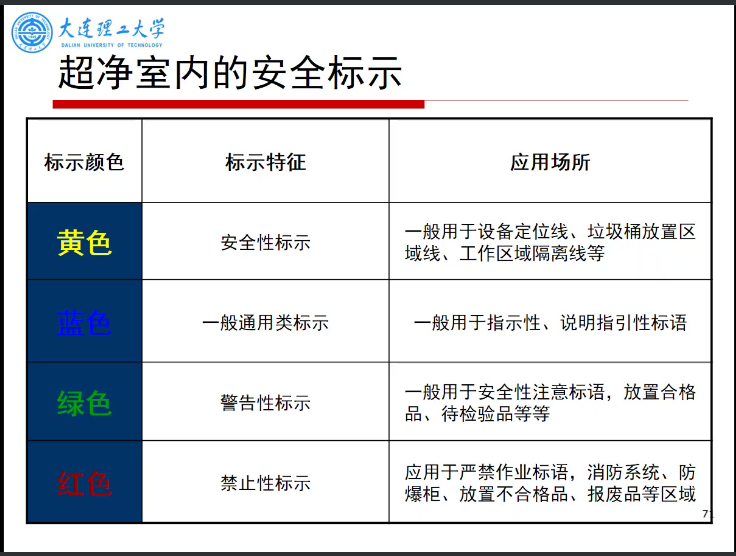 大连理工大学
DALIAN UNIVERSITY OF TECHNOLOGY
超净室内的安全标示
标示颜色
标示特征
应用场所
黄色
安全性标示
一般用于设备定位线、垃圾桶放置区
域线、工作区域隔离线等
蓝色
一般通用类标示
一般用于指示性、说明指引性标语
绿色
警告性标示
一般用于安全性注意标语，放置合格
品、待检验品等等
红色
禁止性标示
应用于严禁作业标语，消防系统、防
爆柜、放置不合格品、报废品等区域